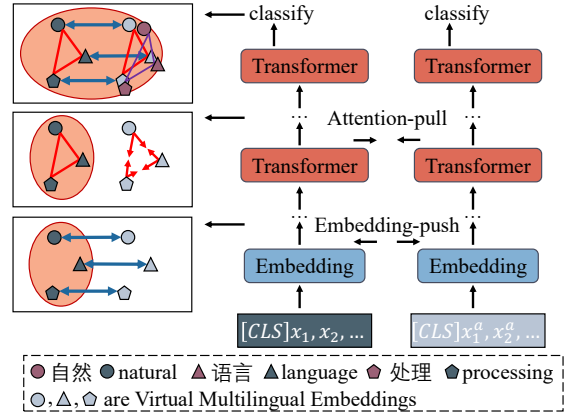 classify classify
Transformer Transformer
... Attention-pull ...
Transformer Transformer
... Embedding-push ...
Embedding Embedding
[CLS]x₁, x₂, ... [CLS]x₁ᵃ, x₂ᵃ, ...
自然 natural 语言 language 处理 processing
, , are Virtual Multilingual Embeddings